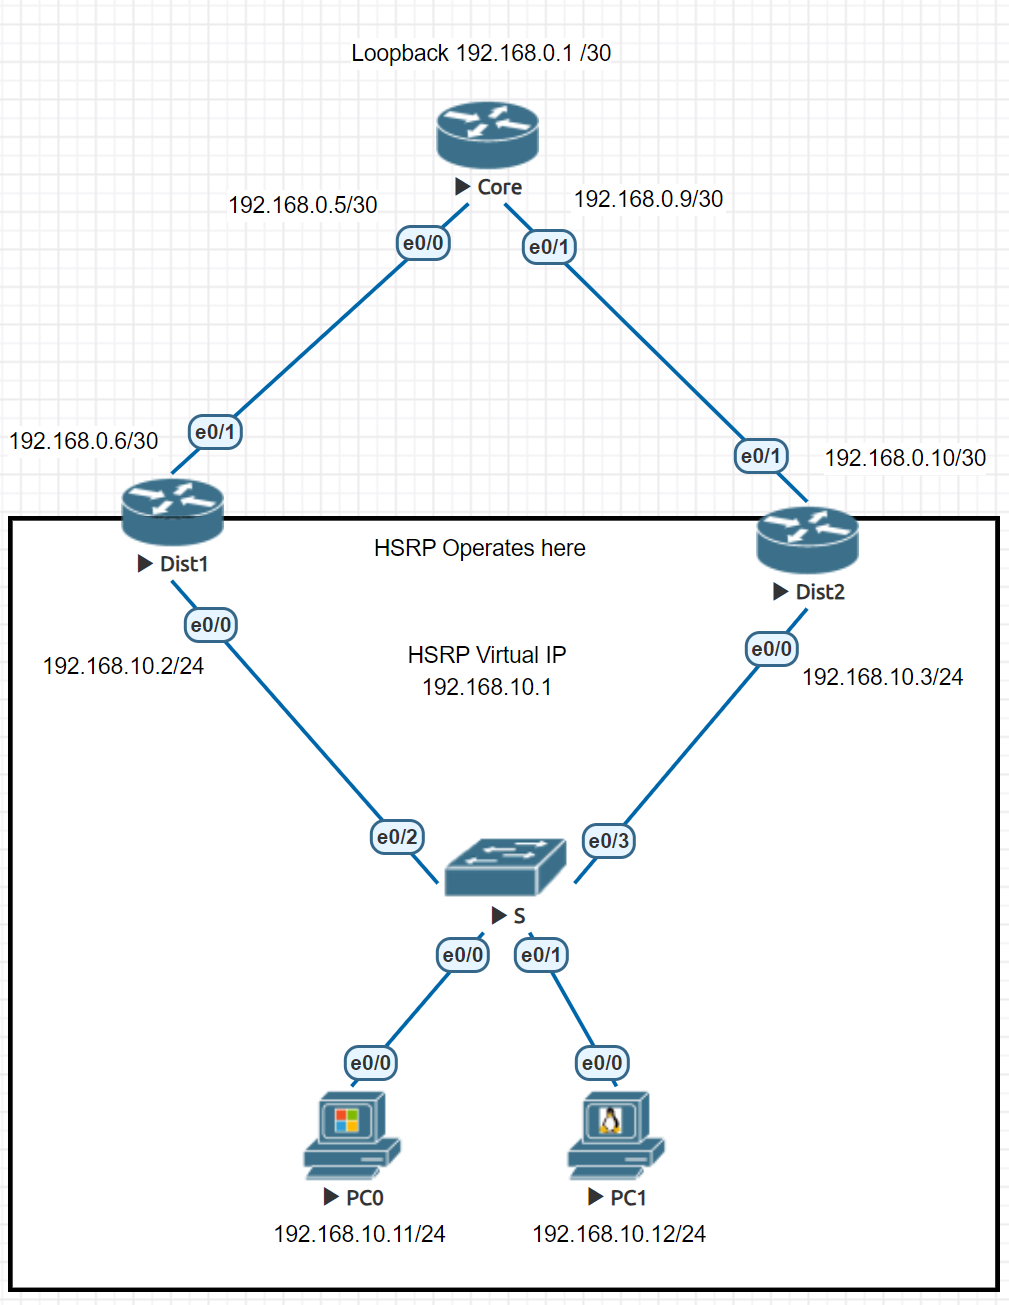 Loopback 192.168.0.1 /30
Core
192.168.0.5/30
192.168.0.9/30
e0/0
e0/1
192.168.0.6/30
e0/1
e0/1
192.168.0.10/30
HSRP Operates here
Dist1
Dist2
e0/0
e0/0
192.168.10.2/24
HSRP Virtual IP
192.168.10.1
192.168.10.3/24
e0/2
e0/3
S
e0/0
e0/1
e0/0
e0/0
PC0
PC1
192.168.10.11/24
192.168.10.12/24